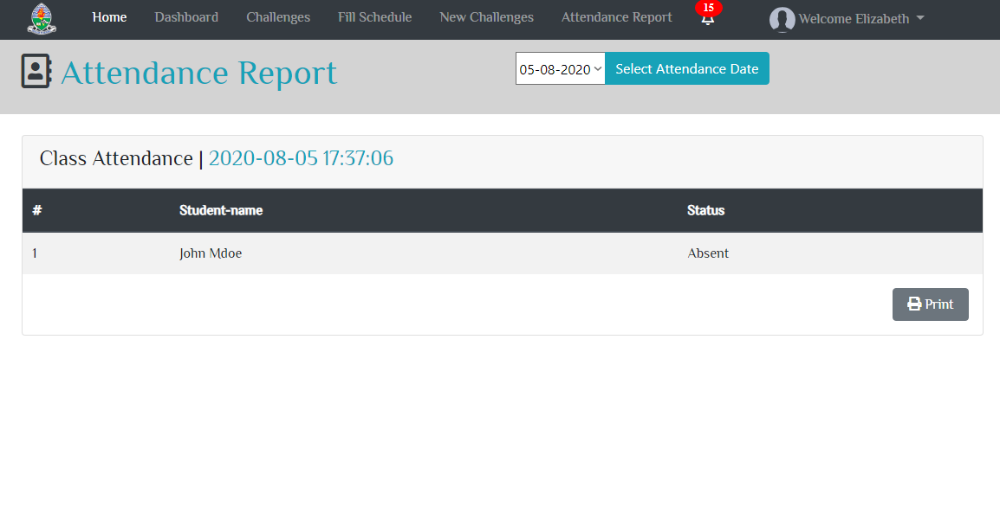 Home Dashboard Challenges Fill Schedule New Challenges Attendance Report 15 Welcome Elizabeth
Attendance Report 05-08-2020 Select Attendance Date
Class Attendance | 2020-08-05 17:37:06
# Student-name Status
1 John Mdoe Absent
Print